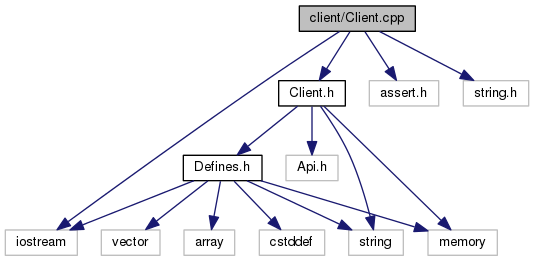 client/Client.cpp
Client.h
assert.h
string.h
Defines.h
Api.h
iostream
vector
array
cstddef
string
memory